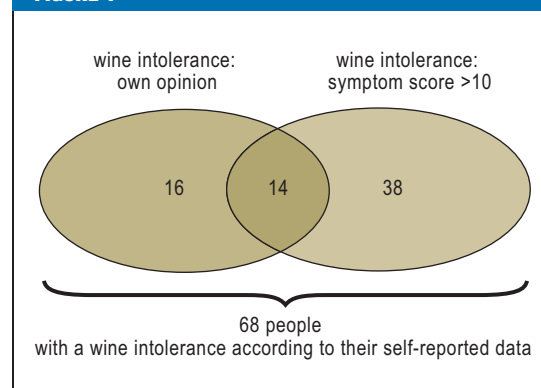 wine intolerance:
own opinion
wine intolerance:
symptom score >10
16
14
38
68 people
with a wine intolerance according to their self-reported data